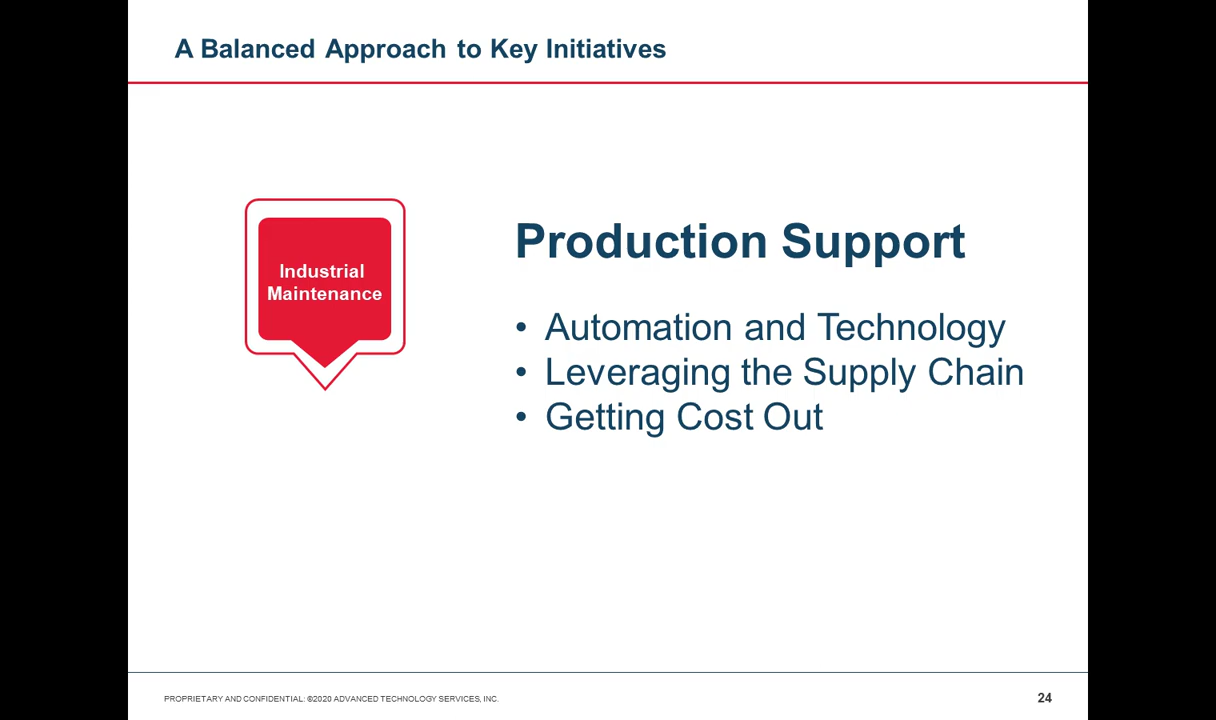 A Balanced Approach to Key Initiatives
Industrial
Maintenance
Production Support
• Automation and Technology
• Leveraging the Supply Chain
• Getting Cost Out
PROPRIETARY AND CONFIDENTIAL: ©2020 ADVANCED TECHNOLOGY SERVICES, INC.
24